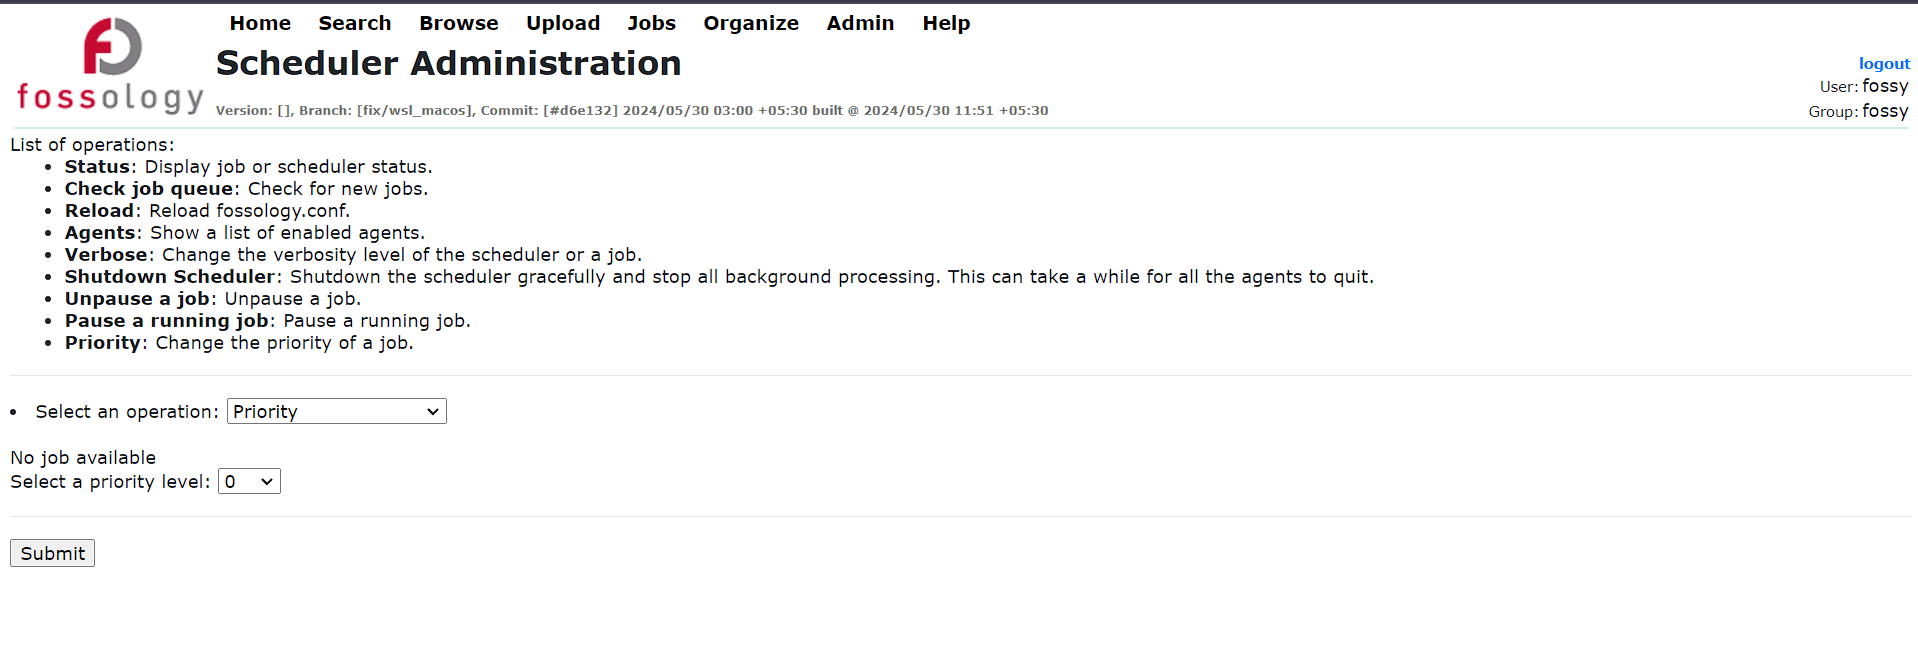 Home Search Browse Upload Jobs Organize Admin Help
fossology
Scheduler Administration
logout
User: fossy
Version: [], Branch: [fix/wsl_macos], Commit: [#d6e132] 2024/05/30 03:00 +05:30 built @ 2024/05/30 11:51 +05:30
Group: fossy
List of operations:
• Status: Display job or scheduler status.
• Check job queue: Check for new jobs.
• Reload: Reload fossology.conf.
• Agents: Show a list of enabled agents.
• Verbose: Change the verbosity level of the scheduler or a job.
• Shutdown Scheduler: Shutdown the scheduler gracefully and stop all background processing. This can take a while for all the agents to quit.
• Unpause a job: Unpause a job.
• Pause a running job: Pause a running job.
• Priority: Change the priority of a job.
• Select an operation: Priority
No job available
Select a priority level: 0
Submit